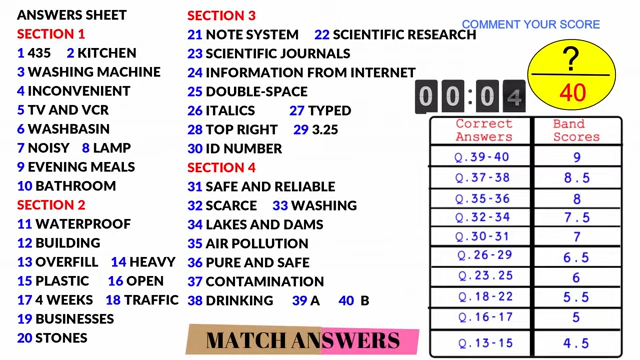 ANSWERS SHEET
SECTION 1
1 435 2 KITCHEN
3 WASHING MACHINE
4 INCONVENIENT
5 TV AND VCR
6 WASHBASIN
7 NOISY 8 LAMP
9 EVENING MEALS
10 BATHROOM
SECTION 2
11 WATERPROOF
12 BUILDING
13 OVERFILL 14 HEAVY
15 PLASTIC 16 OPEN
17 4 WEEKS 18 TRAFFIC
19 BUSINESSES
20 STONES
SECTION 3
21 NOTE SYSTEM 22 SCIENTIFIC RESEARCH
23 SCIENTIFIC JOURNALS
24 INFORMATION FROM INTERNET
25 DOUBLE-SPACE
26 ITALICS 27 TYPED
28 TOP RIGHT 29 3.25
30 ID NUMBER
SECTION 4
31 SAFE AND RELIABLE
32 SCARCE 33 WASHING
34 LAKES AND DAMS
35 AIR POLLUTION
36 PURE AND SAFE
37 CONTAMINATION
38 DRINKING 39 A 40 B
MATCH ANSWERS
COMMENT YOUR SCORE
?
40
00:04
Correct Answers Band Scores
Q.39-40 9
Q.37-38 8.5
Q.35-36 8
Q.32-34 7.5
Q.30-31 7
Q.26-29 6.5
Q.23.25 6
Q.18-22 5.5
Q.16-17 5
Q.13-15 4.5